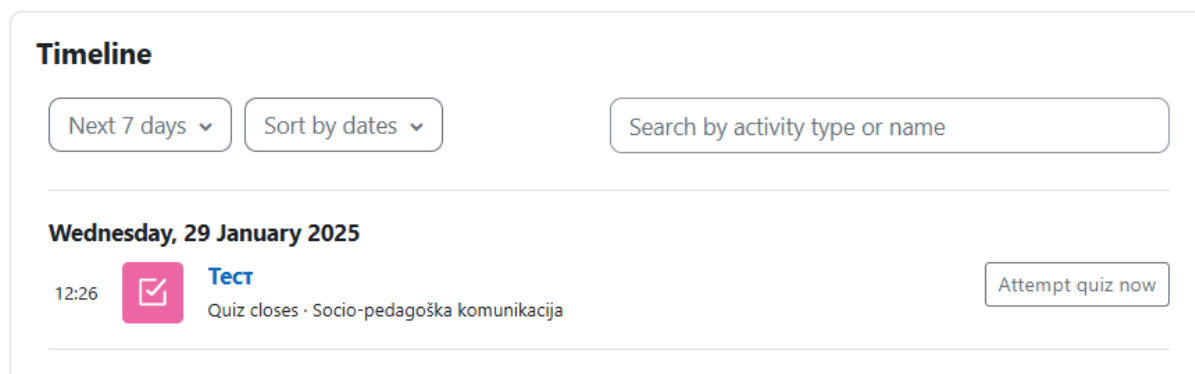 Timeline
Next 7 days
Sort by dates
Search by activity type or name
Wednesday, 29 January 2025
12:26
Тест
Attempt quiz now
Quiz closes · Socio-pedagoška komunikacija